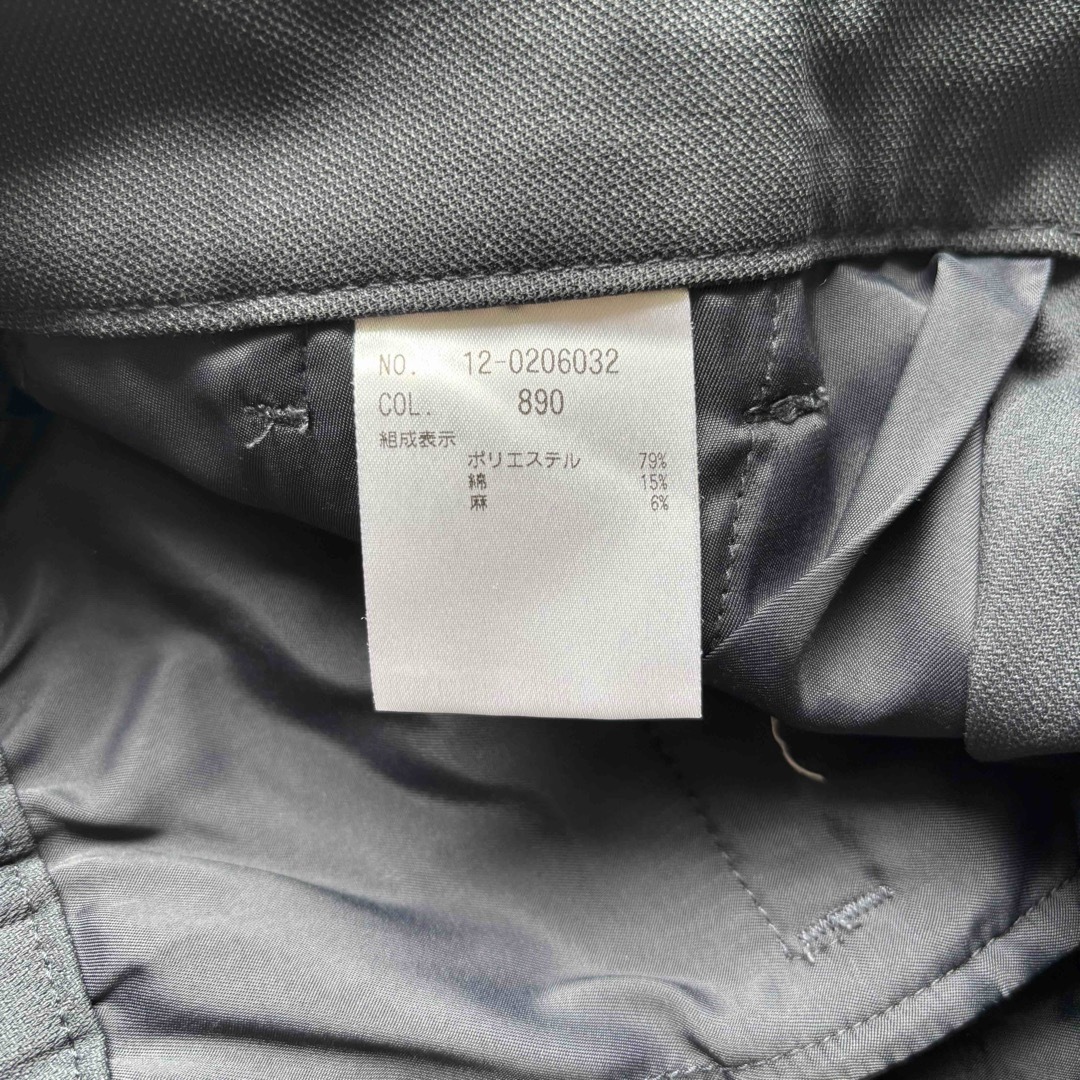 NO. 12-0206032
COL. 890
組成表示
ポリエステル 79%
綿 15%
麻 6%